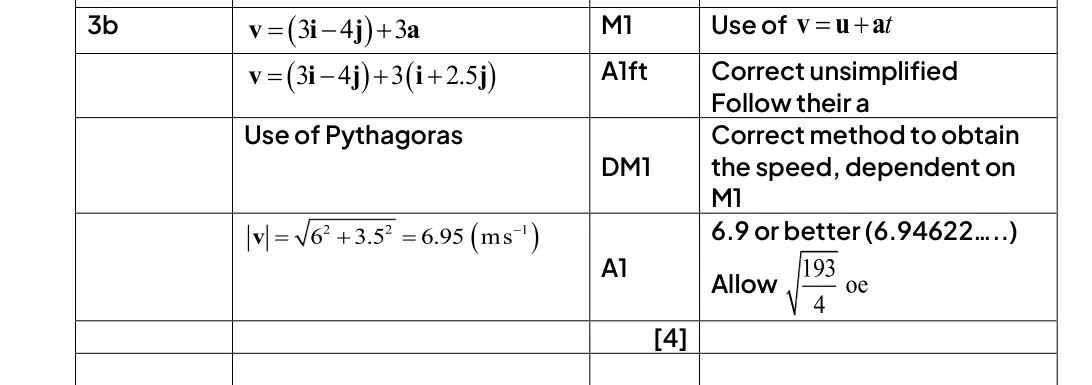 3b v = (3i − 4j) + 3a M1 Use of v = u + at
v = (3i − 4j) + 3(i + 2.5j) A1ft Correct unsimplified
Follow their a
Use of Pythagoras DM1 Correct method to obtain
the speed, dependent on
M1
|v| = √(6² + 3.5²) = 6.95 (m s⁻¹) A1 6.9 or better (6.94622…..)
Allow √(193/4) oe
[4]